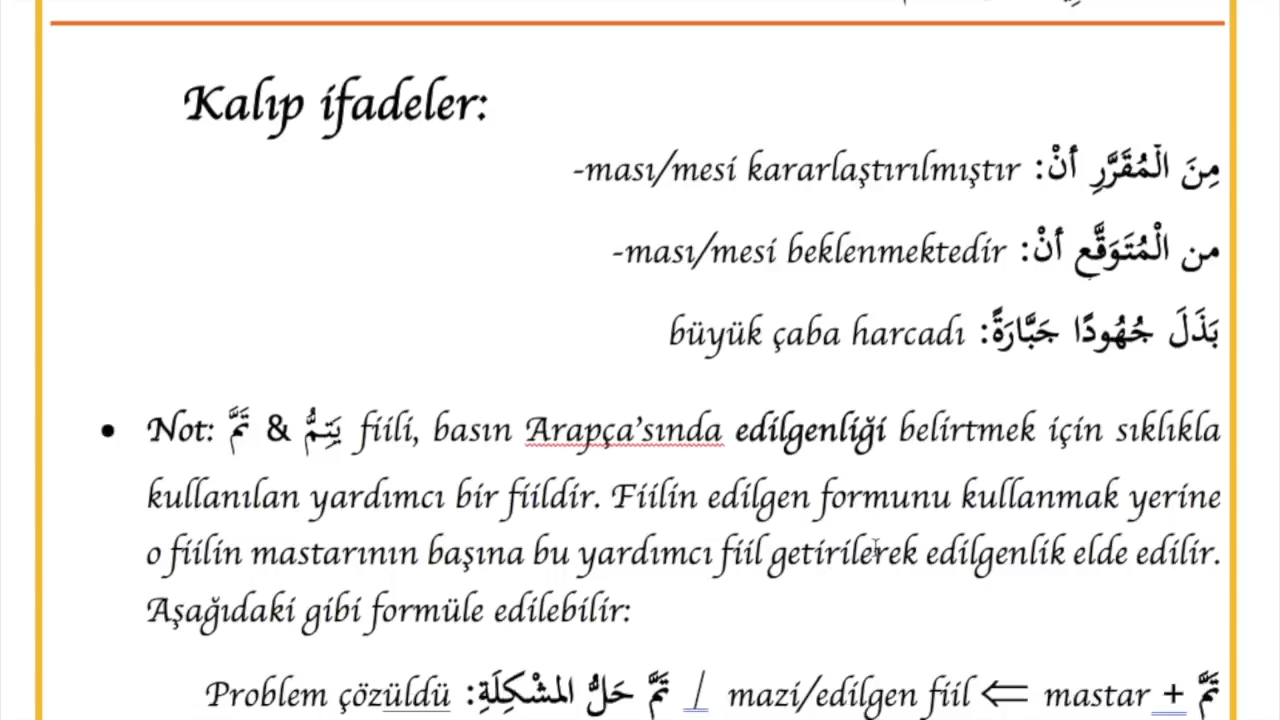 Kalıp ifadeler:
مِنَ الْمُقَرَّرِ أَنْ: -ması/mesi kararlaştırılmıştır
من الْمُتَوَقَّع أَنْ: -ması/mesi beklenmektedir
بَذَلَ جُهُودًا جَبَّارَةً: büyük çaba harcadı
• Not: تَمَّ & يَتِمُّ fiili, basın Arapça’sında edilgenliği belirtmek için sıklıkla
kullanılan yardımcı bir fiildir. Fiilin edilgen formunu kullanmak yerine
o fiilin mastarının başına bu yardımcı fiil getirilerek edilgenlik elde edilir.
Aşağıdaki gibi formüle edilebilir:
تَمَّ + mastar ⟸ mazi/edilgen fiil / تَمَّ حَلُّ المشْكِلَةِ: Problem çözüldü